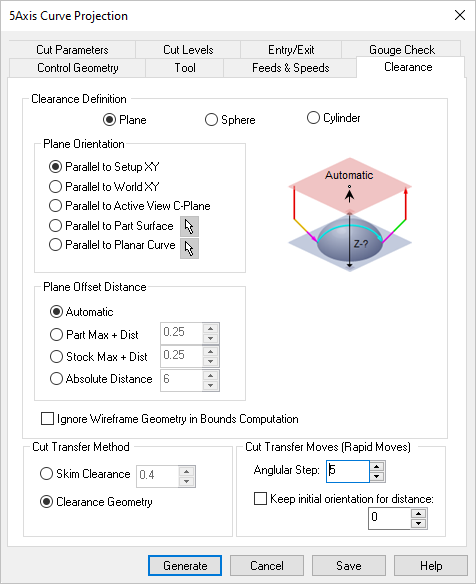 5Axis Curve Projection
Cut Parameters Cut Levels Entry/Exit Gouge Check
Control Geometry Tool Feeds & Speeds Clearance
Clearance Definition
Plane Sphere Cylinder
Plane Orientation
Parallel to Setup XY
Parallel to World XY
Parallel to Active View C-Plane
Parallel to Part Surface
Parallel to Planar Curve
Automatic
Z-?
Plane Offset Distance
Automatic
Part Max + Dist 0.25
Stock Max + Dist 0.25
Absolute Distance 6
Ignore Wireframe Geometry in Bounds Computation
Cut Transfer Method
Skim Clearance 0.4
Clearance Geometry
Cut Transfer Moves (Rapid Moves)
Anglular Step: 5
Keep initial orientation for distance:
0
Generate Cancel Save Help